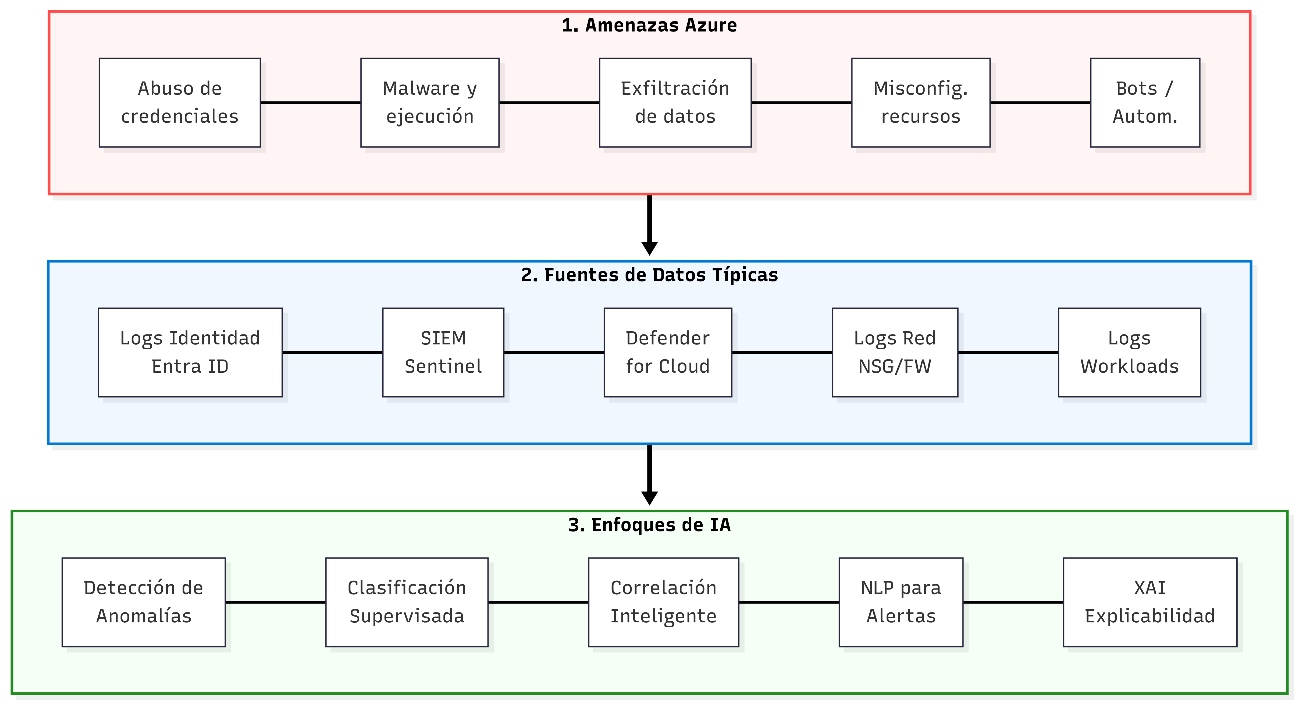 1. Amenazas Azure
Abuso de
credenciales
Malware y
ejecución
Exfiltración
de datos
Misconfig.
recursos
Bots /
Autom.
2. Fuentes de Datos Típicas
Logs Identidad
Entra ID
SIEM
Sentinel
Defender
for Cloud
Logs Red
NSG/FW
Logs
Workloads
3. Enfoques de IA
Detección de
Anomalías
Clasificación
Supervisada
Correlación
Inteligente
NLP para
Alertas
XAI
Explicabilidad